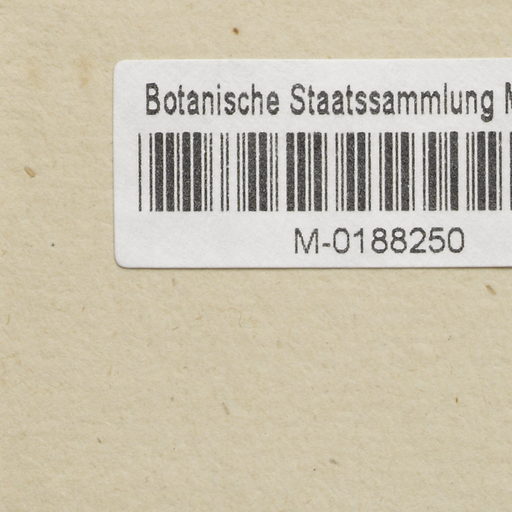 Botanische Staatssammlung
M-0188250